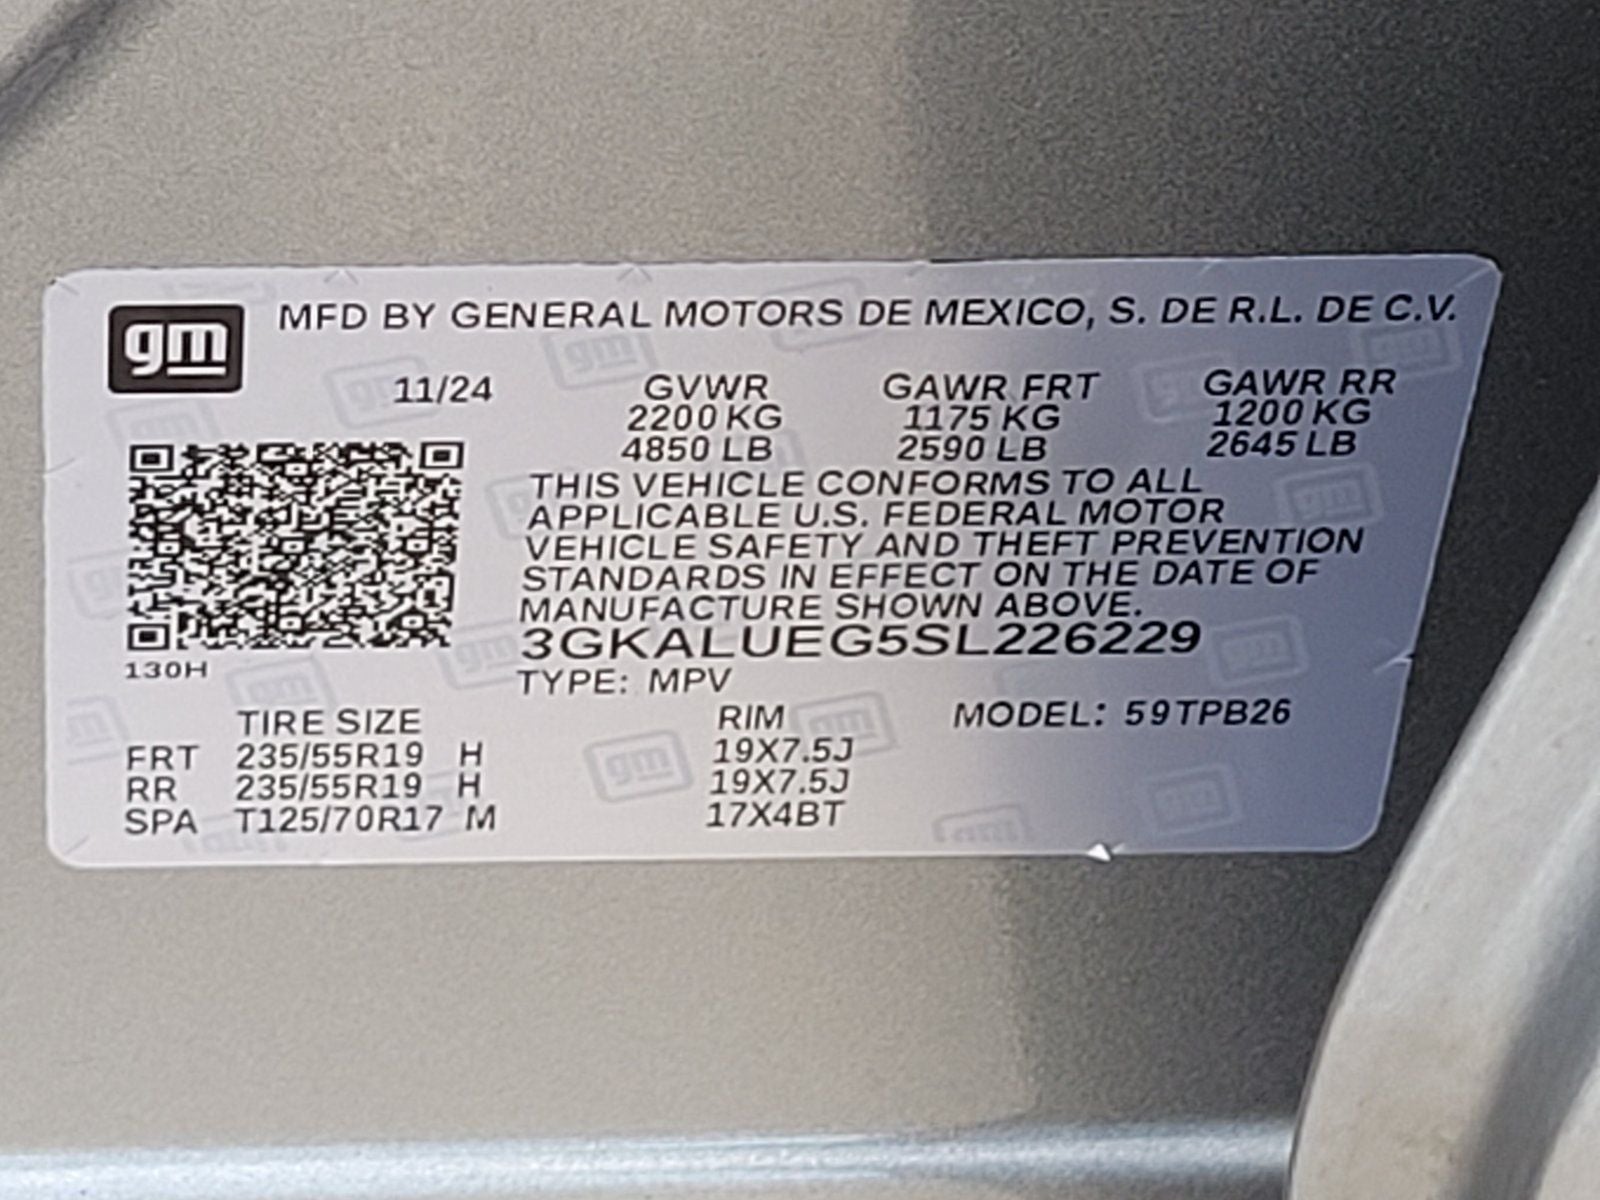 gm
MFD BY GENERAL MOTORS DE MEXICO, S. DE R.L. DE C.V.
11/24 GVWR GAWR FRT GAWR RR
2200 KG 1175 KG 1200 KG
4850 LB 2590 LB 2645 LB
THIS VEHICLE CONFORMS TO ALL
APPLICABLE U.S. FEDERAL MOTOR
VEHICLE SAFETY AND THEFT PREVENTION
STANDARDS IN EFFECT ON THE DATE OF
MANUFACTURE SHOWN ABOVE.
3GKALUEG5SL226229
130H
TYPE: MPV
TIRE SIZE RIM MODEL: 59TPB26
FRT 235/55R19 H 19X7.5J
RR 235/55R19 H 19X7.5J
SPA T125/70R17 M 17X4BT